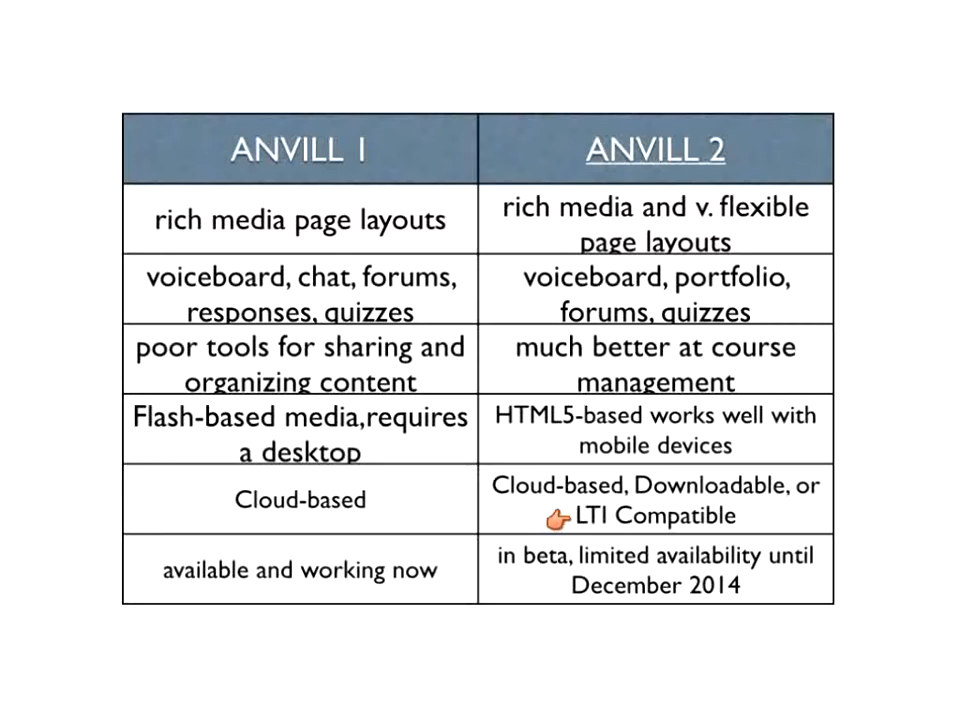 ANVILL 1
ANVILL 2
rich media page layouts
rich media and v. flexible
page layouts
voiceboard, chat, forums,
responses, quizzes
voiceboard, portfolio,
forums, quizzes
poor tools for sharing and
organizing content
much better at course
management
Flash-based media,requires
a desktop
HTML5-based works well with
mobile devices
Cloud-based
Cloud-based, Downloadable, or
👉LTI Compatible
available and working now
in beta, limited availability until
December 2014